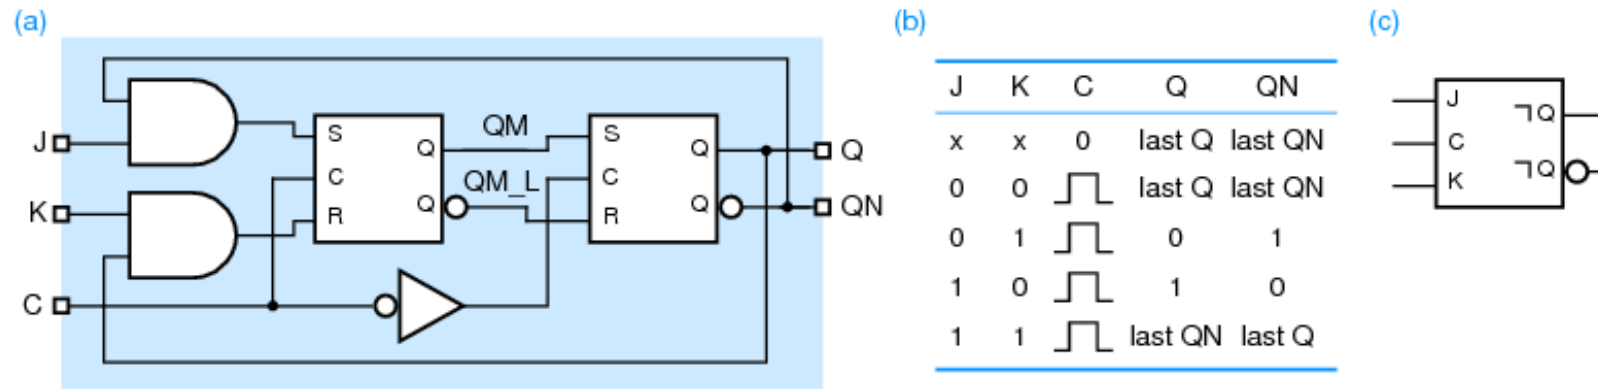 (a)
J
K
C
S
C
R
Q
Q
QM
QM_L
S
C
R
Q
Q
Q
QN
(b)
J K C Q QN
x x 0 last Q last QN
0 0 last Q last QN
0 1 0 1
1 0 1 0
1 1 last QN last Q
(c)
J
C
K
¬Q
¬Q